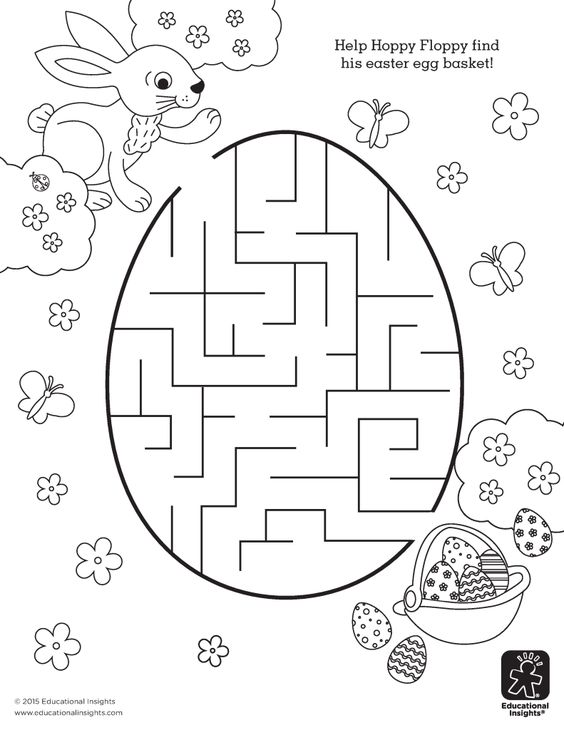 Help Hoppy Floppy find
his easter egg basket!
© 2015 Educational Insights
www.educationalinsights.com
Educational
Insights®